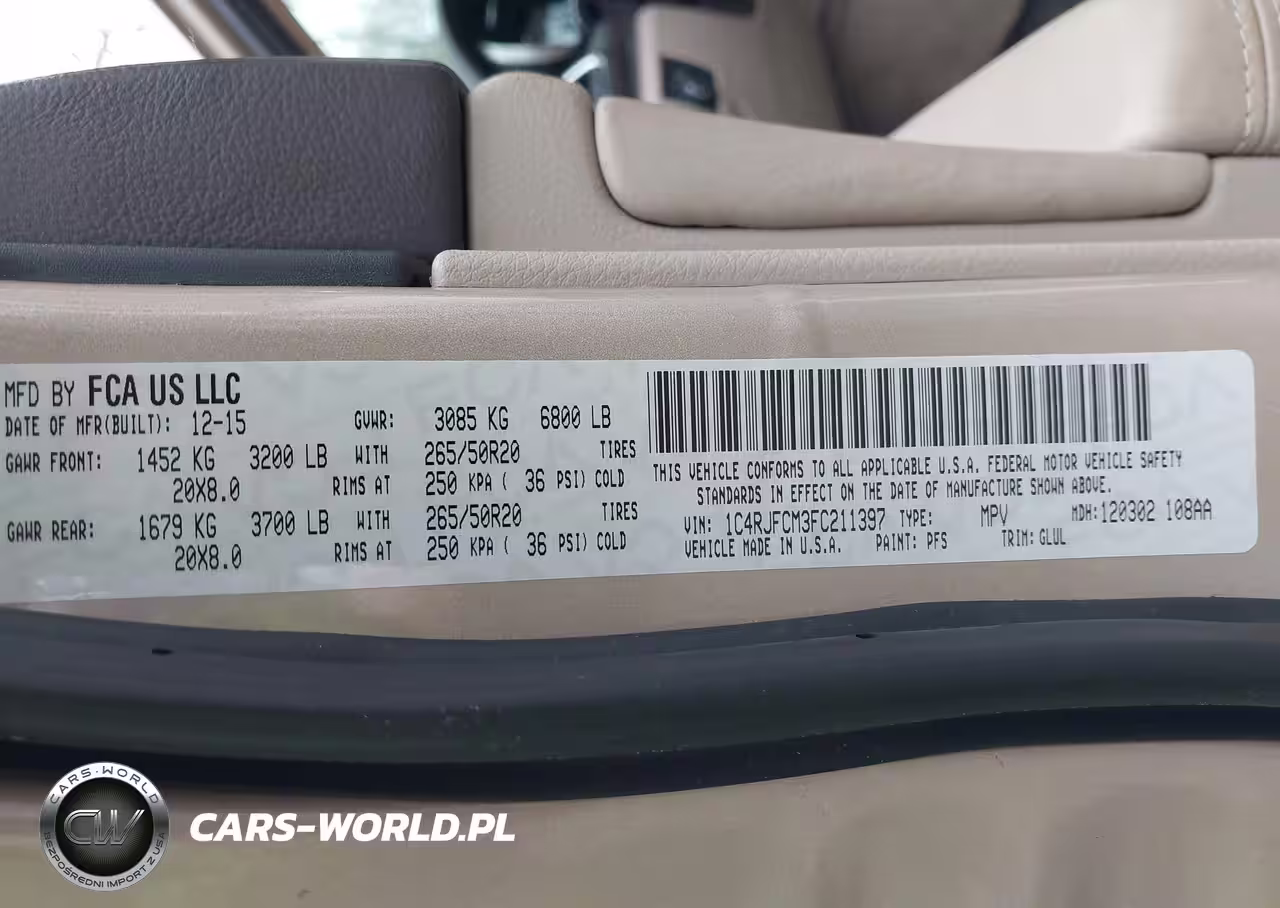 MFD BY FCA US LLC
DATE OF MFR(BUILT): 12-15 GVWR: 3085 KG 6800 LB
GAWR FRONT: 1452 KG 3200 LB WITH 265/50R20 TIRES
20X8.0 RIMS AT 250 KPA ( 36 PSI) COLD
GAWR REAR: 1679 KG 3700 LB WITH 265/50R20 TIRES
20X8.0 RIMS AT 250 KPA ( 36 PSI) COLD
THIS VEHICLE CONFORMS TO ALL APPLICABLE U.S.A. FEDERAL MOTOR VEHICLE SAFETY
STANDARDS IN EFFECT ON THE DATE OF MANUFACTURE SHOWN ABOVE.
VIN: 1C4RJFCM3FC211397 TYPE: MPV MDH:120302 108AA
VEHICLE MADE IN U.S.A. PAINT: PFS TRIM: GLUL
CARS-WORLD
CW
BEZPOŚREDNI IMPORT Z USA
CARS-WORLD.PL